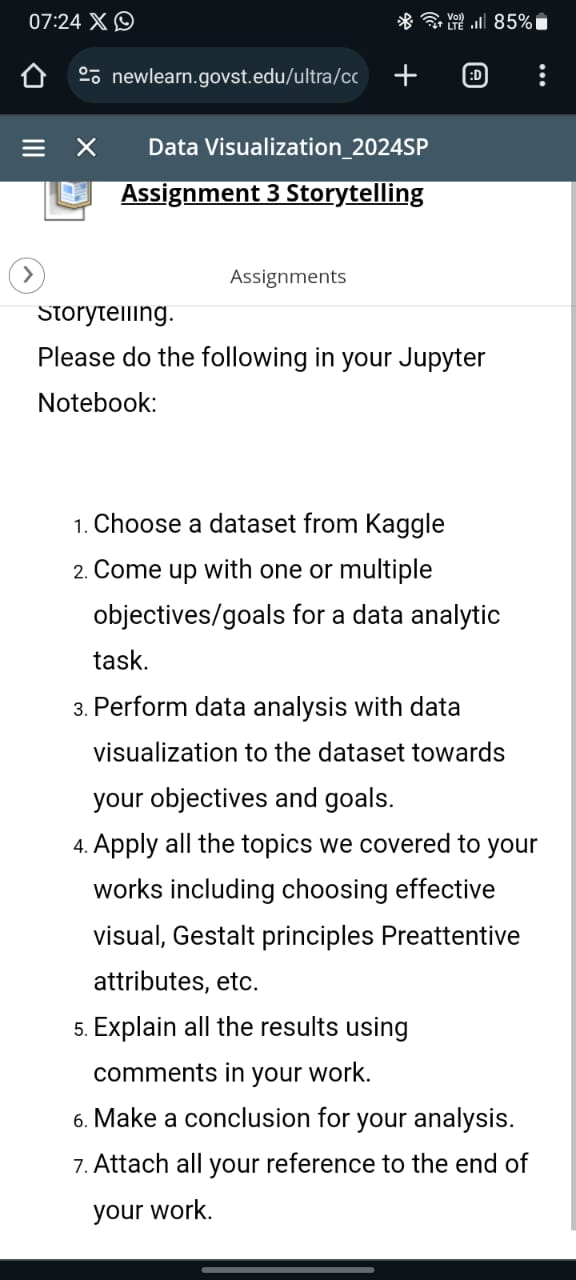 07:24 Vo) LTE 85%
newlearn.govst.edu/ultra/cc :D
Data Visualization_2024SP
Assignment 3 Storytelling
Assignments
Storytelling.
Please do the following in your Jupyter
Notebook:
1. Choose a dataset from Kaggle
2. Come up with one or multiple
objectives/goals for a data analytic
task.
3. Perform data analysis with data
visualization to the dataset towards
your objectives and goals.
4. Apply all the topics we covered to your
works including choosing effective
visual, Gestalt principles Preattentive
attributes, etc.
5. Explain all the results using
comments in your work.
6. Make a conclusion for your analysis.
7. Attach all your reference to the end of
your work.